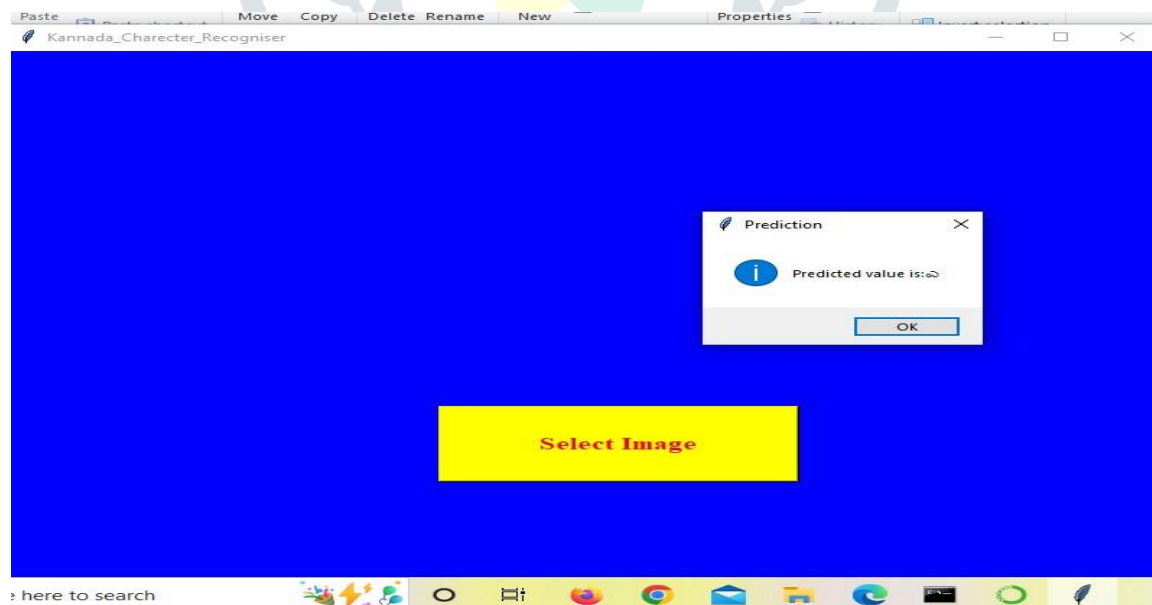 Paste Move Copy Delete Rename New Properties
Kannada_Charecter_Recogniser
Prediction
Predicted value is:ಎ
OK
Select Image
here to search